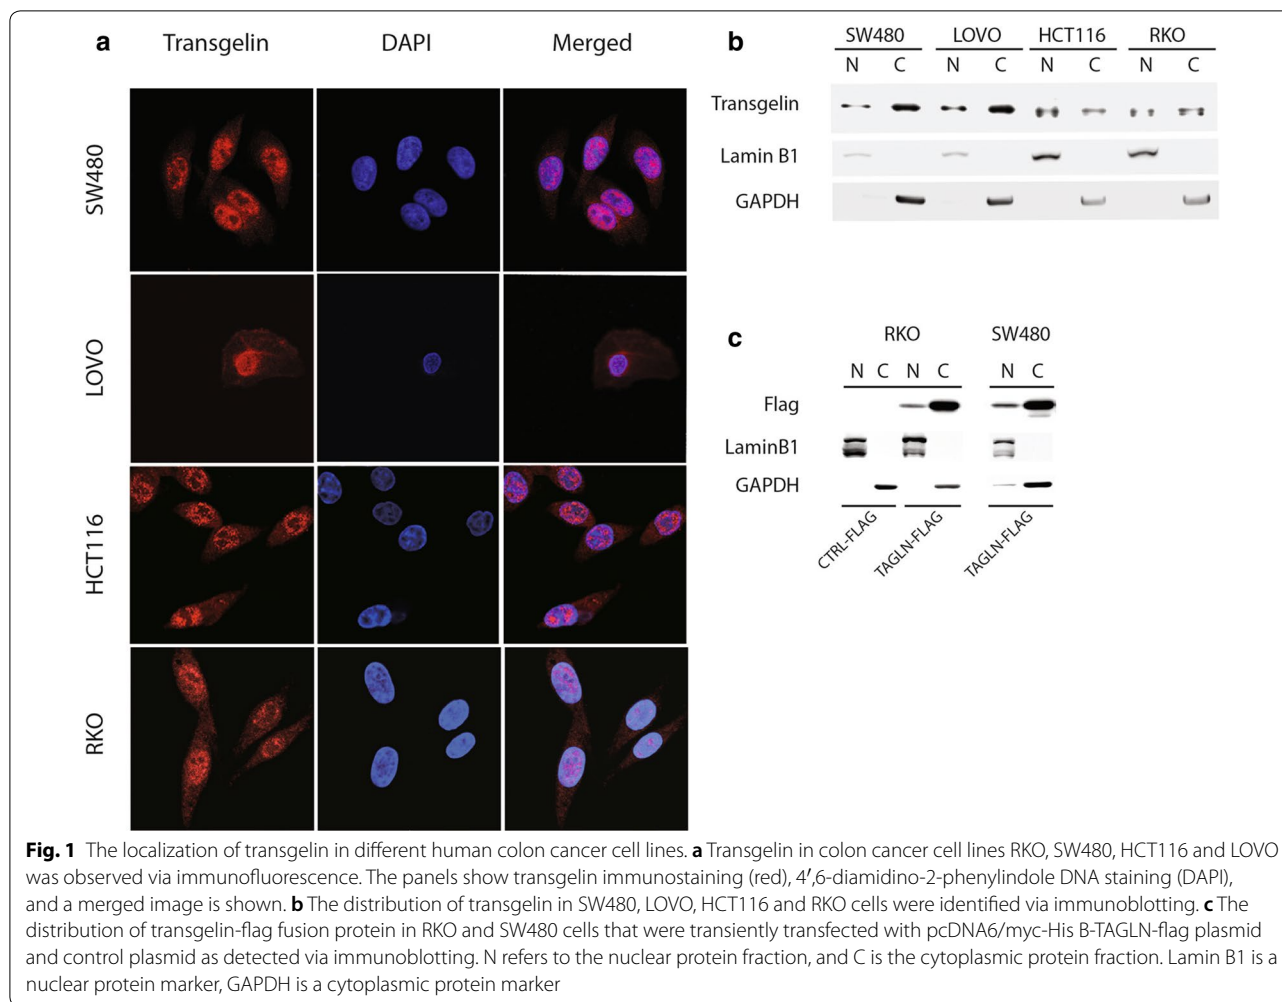 a
Transgelin DAPI Merged
SW480
LOVO
HCT116
RKO
b
SW480 LOVO HCT116 RKO
N C N C N C N C
Transgelin
Lamin B1
GAPDH
c
RKO SW480
N C N C N C
Flag
LaminB1
GAPDH
CTRL-FLAG TAGLN-FLAG TAGLN-FLAG
Fig. 1 The localization of transgelin in different human colon cancer cell lines. a Transgelin in colon cancer cell lines RKO, SW480, HCT116 and LOVO
was observed via immunofluorescence. The panels show transgelin immunostaining (red), 4′,6-diamidino-2-phenylindole DNA staining (DAPI),
and a merged image is shown. b The distribution of transgelin in SW480, LOVO, HCT116 and RKO cells were identified via immunoblotting. c The
distribution of transgelin-flag fusion protein in RKO and SW480 cells that were transiently transfected with pcDNA6/myc-His B-TAGLN-flag plasmid
and control plasmid as detected via immunoblotting. N refers to the nuclear protein fraction, and C is the cytoplasmic protein fraction. Lamin B1 is a
nuclear protein marker, GAPDH is a cytoplasmic protein marker